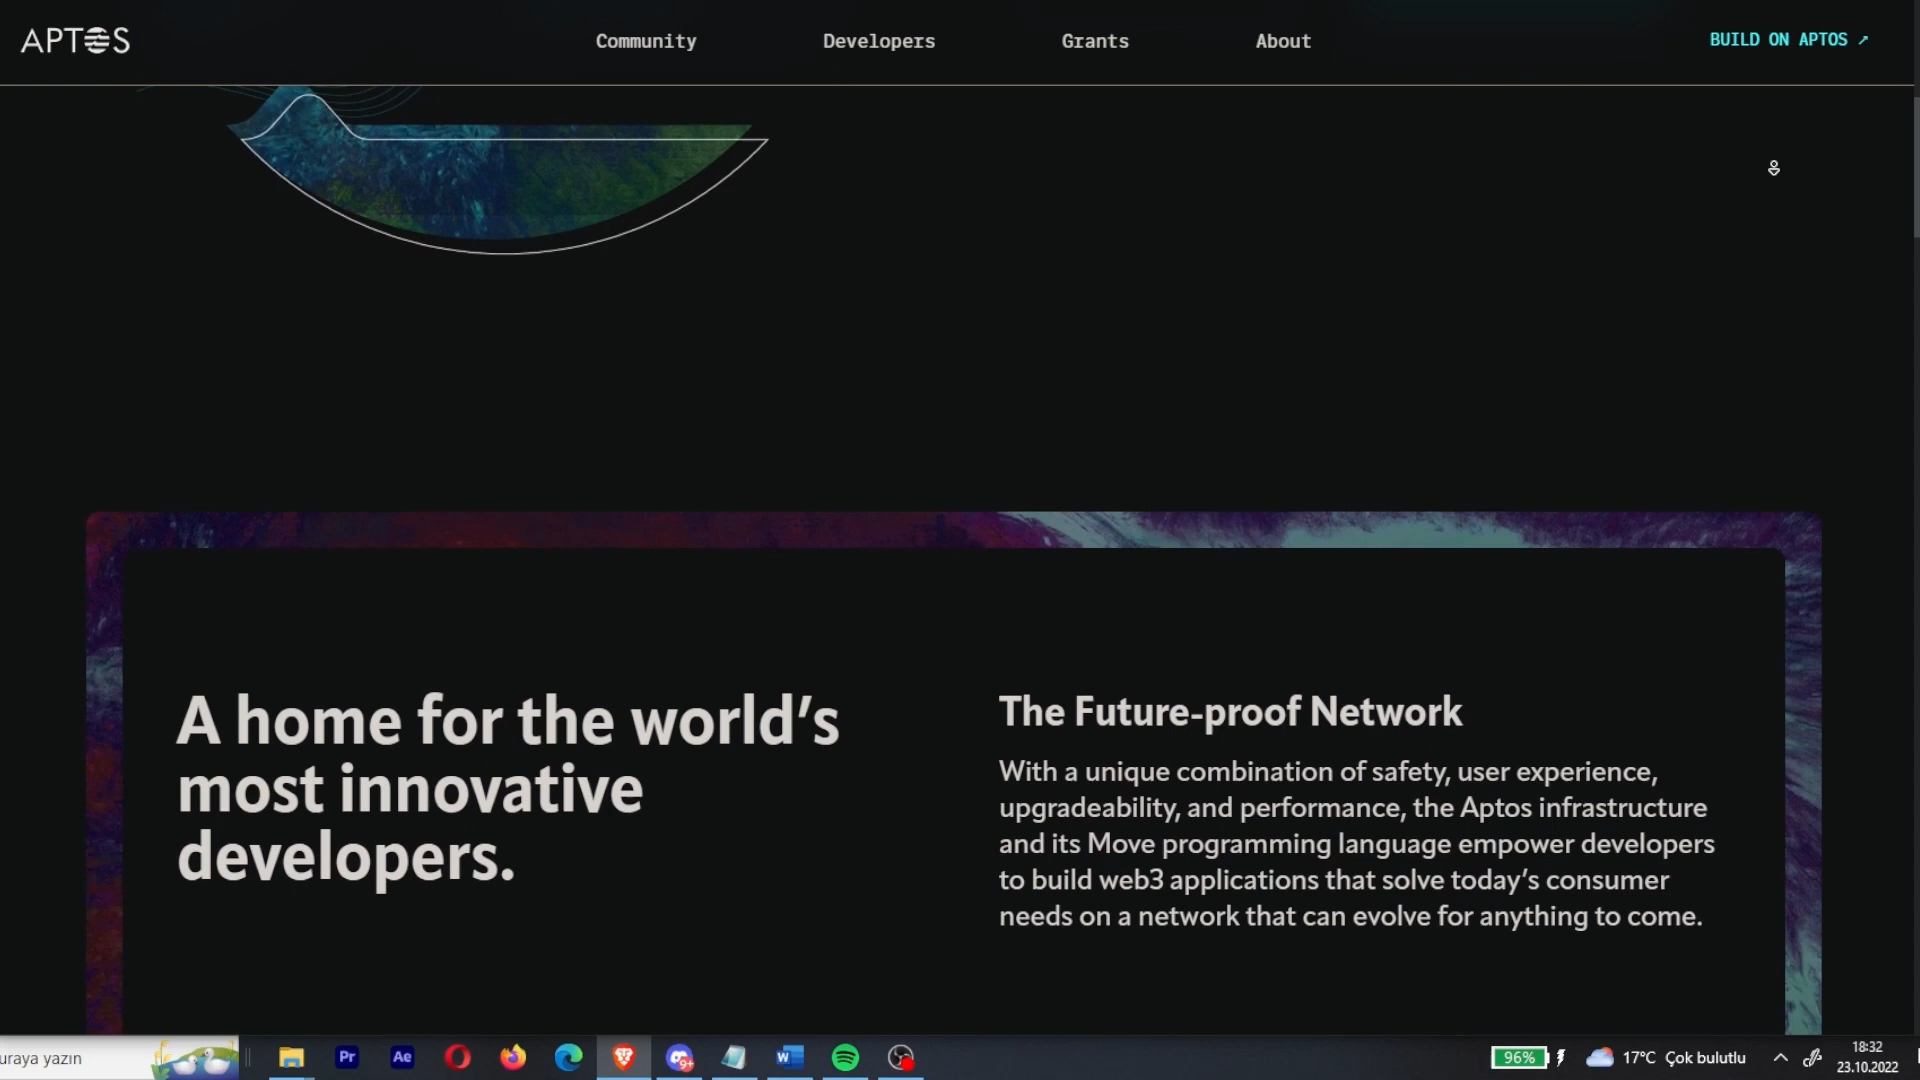 APTOS
Community
Developers
Grants
About
BUILD ON APTOS ↗
A home for the world’s
most innovative
developers.
The Future-proof Network
With a unique combination of safety, user experience,
upgradeability, and performance, the Aptos infrastructure
and its Move programming language empower developers
to build web3 applications that solve today’s consumer
needs on a network that can evolve for anything to come.
uraya yazın
Pr
Ae
9+
W
96%
17°C Çok bulutlu
18:32
23.10.2022